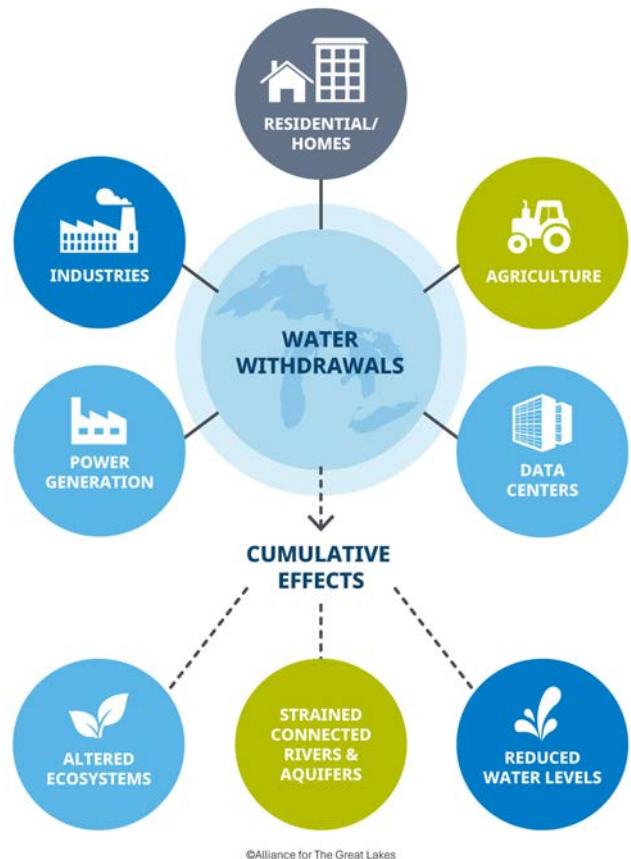 RESIDENTIAL/
HOMES
INDUSTRIES
AGRICULTURE
WATER
WITHDRAWALS
POWER
GENERATION
DATA
CENTERS
CUMULATIVE
EFFECTS
ALTERED
ECOSYSTEMS
STRAINED
CONNECTED
RIVERS &
AQUIFERS
REDUCED
WATER LEVELS
©Alliance for The Great Lakes